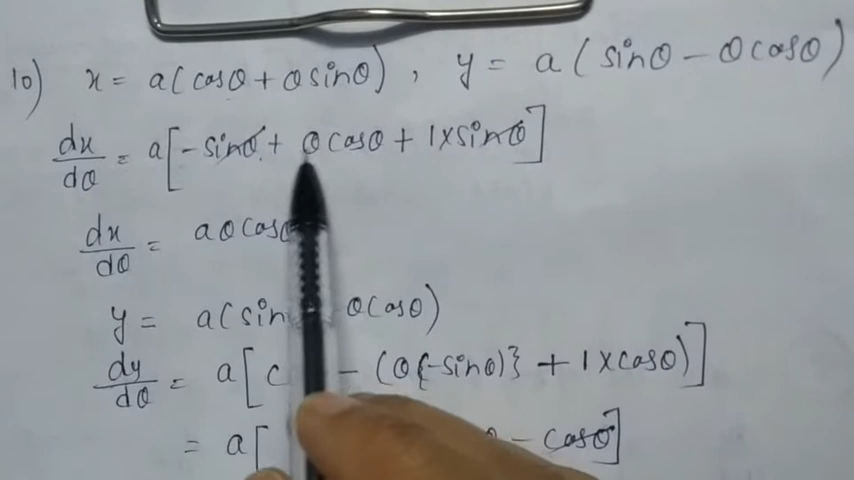 10) x = a(cosθ + θsinθ), y = a(sinθ - θcosθ)
dx/dθ = a[-sinθ + θcosθ + 1×sinθ]
dx/dθ = aθcosθ
y = a(sin θcosθ)
dy/dθ = a[c - (θ{-sinθ)} + 1×cosθ)]
= a[ θ - cosθ]